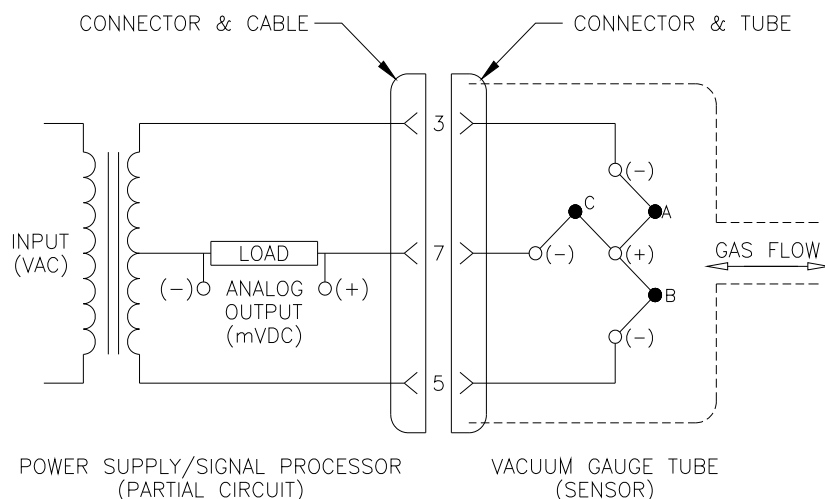 CONNECTOR & CABLE
CONNECTOR & TUBE
3
(-)
C
A
INPUT
(VAC)
LOAD
7
(-)
(+)
GAS FLOW
(-)
ANALOG
OUTPUT
(mVDC)
(+)
B
(-)
5
POWER SUPPLY/SIGNAL PROCESSOR
(PARTIAL CIRCUIT)
VACUUM GAUGE TUBE
(SENSOR)